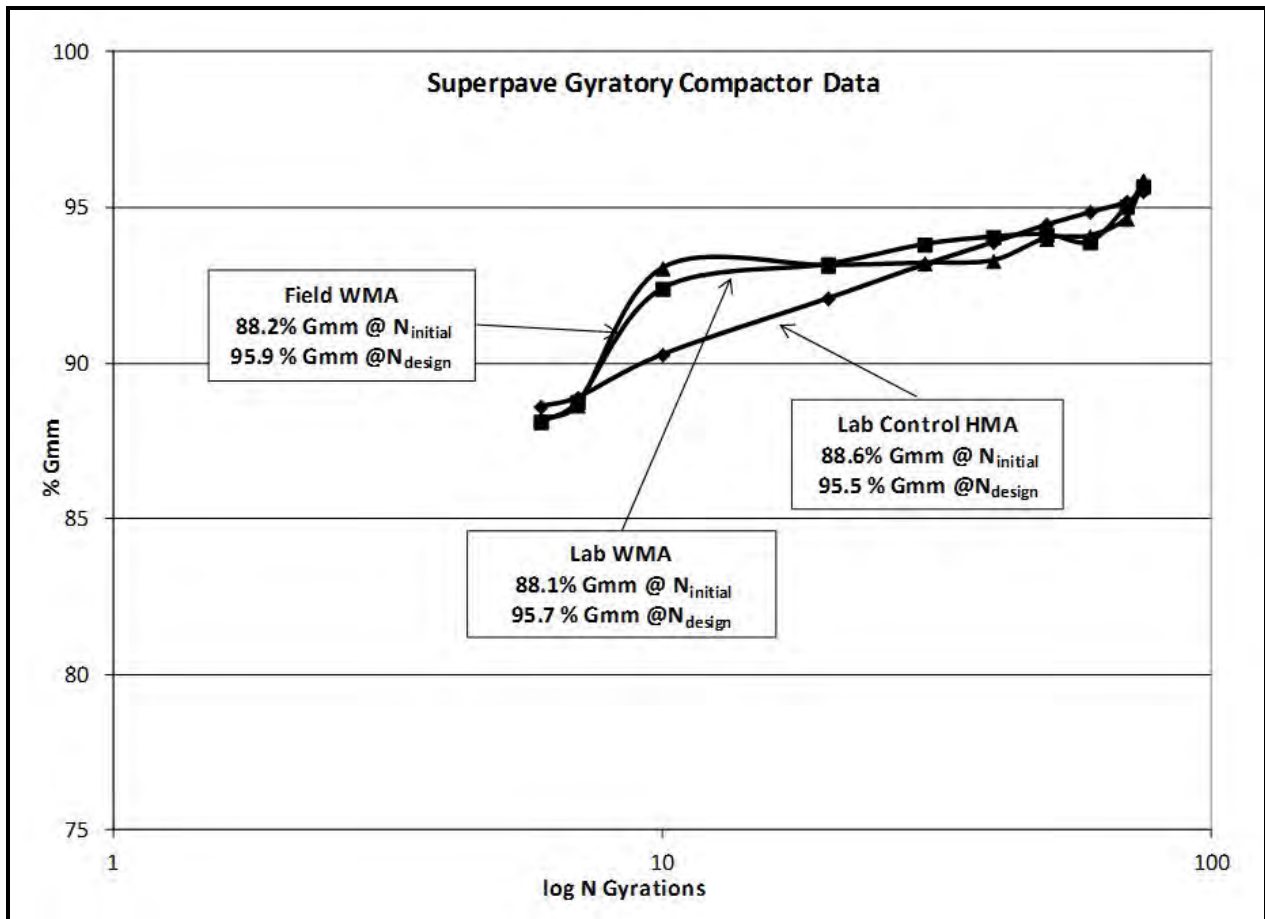 Superpave Gyratory Compactor Data
100
95
90
85
80
75
% Gmm
Field WMA
88.2% Gmm @ Ninitial
95.9 % Gmm @Ndesign
Lab Control HMA
88.6% Gmm @ Ninitial
95.5 % Gmm @Ndesign
Lab WMA
88.1% Gmm @ Ninitial
95.7 % Gmm @Ndesign
1
10
100
log N Gyrations